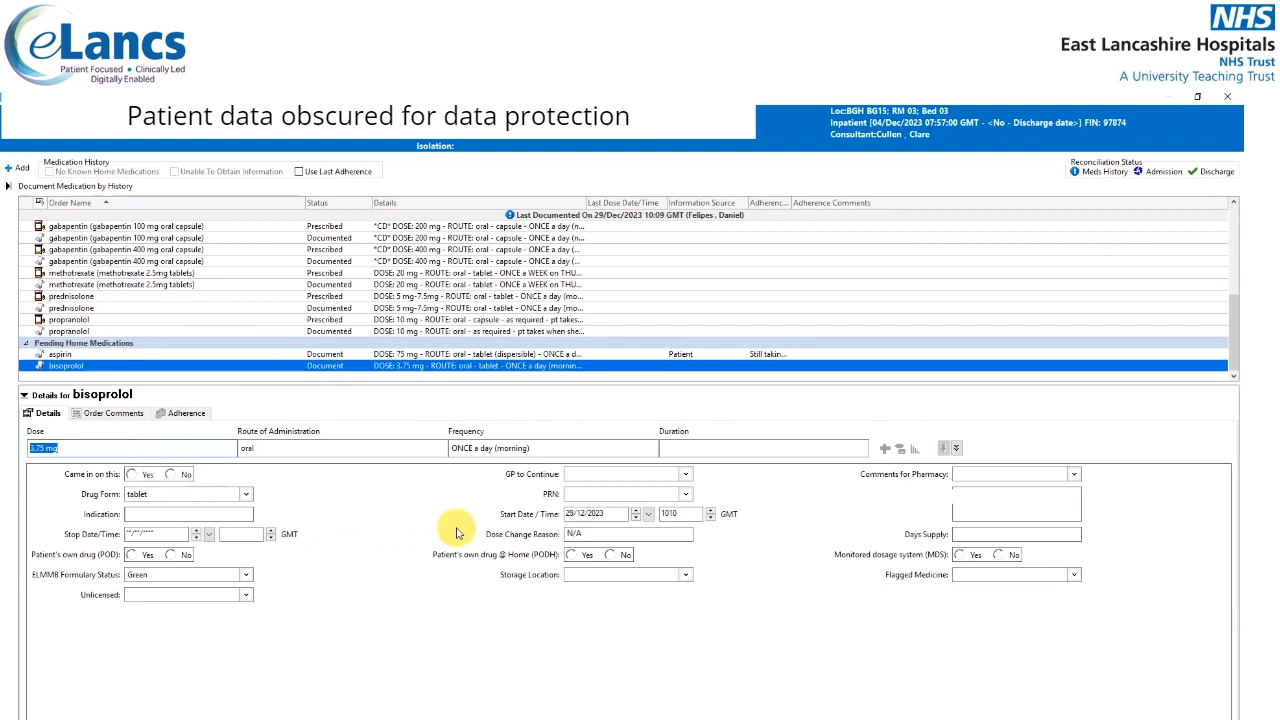 eLancs
Patient Focused • Clinically Led
Digitally Enabled
NHS
East Lancashire Hospitals
NHS Trust
A University Teaching Trust
Patient data obscured for data protection
Loc:BGH BG15; RM 03; Bed 03
Inpatient [04/Dec/2023 07:57:00 GMT - <No - Discharge date>] FIN: 97874
Consultant:Cullen , Clare
Isolation:
Add
Medication History
No Known Home Medications Unable To Obtain Information Use Last Adherence
Reconciliation Status
Meds History Admission Discharge
Document Medication by History
Order Name Status Details Last Dose Date/Time Information Source Adherenc... Adherence Comments
Last Documented On 29/Dec/2023 10:09 GMT (Felipes , Daniel)
gabapentin (gabapentin 100 mg oral capsule) Prescribed *CD* DOSE: 200 mg - ROUTE: oral - capsule - ONCE a day (n...
gabapentin (gabapentin 100 mg oral capsule) Documented *CD* DOSE: 200 mg - ROUTE: oral - capsule - ONCE a day (...
gabapentin (gabapentin 400 mg oral capsule) Prescribed *CD* DOSE: 400 mg - ROUTE: oral - capsule - ONCE a day (...
gabapentin (gabapentin 400 mg oral capsule) Documented *CD* DOSE: 400 mg - ROUTE: oral - capsule - ONCE a day (...
methotrexate (methotrexate 2.5mg tablets) Prescribed DOSE: 20 mg - ROUTE: oral - tablet - ONCE a WEEK on THU...
methotrexate (methotrexate 2.5mg tablets) Documented DOSE: 20 mg - ROUTE: oral - tablet - ONCE a WEEK on THU...
prednisolone Prescribed DOSE: 5 mg-7.5mg - ROUTE: oral - tablet - ONCE a day (mo...
prednisolone Documented DOSE: 5 mg-7.5mg - ROUTE: oral - tablet - ONCE a day (mo...
propranolol Prescribed DOSE: 10 mg - ROUTE: oral - capsule - as required - pt takes...
propranolol Documented DOSE: 10 mg - ROUTE: oral - as required - pt takes when she...
Pending Home Medications
aspirin Document DOSE: 75 mg - ROUTE: oral - tablet (dispersible) - ONCE a d... Patient Still takin...
bisoprolol Document DOSE: 3.75 mg - ROUTE: oral - tablet - ONCE a day (mornin...
Details for bisoprolol
Details Order Comments Adherence
Dose Route of Administration Frequency Duration
3.75 mg oral ONCE a day (morning)
Came in on this: Yes No GP to Continue: Comments for Pharmacy:
Drug Form: tablet PRN:
Indication: Start Date / Time: 29/12/2023 1010 GMT
Stop Date/Time: **/**/**** GMT Dose Change Reason: N/A Days Supply:
Patient's own drug (POD): Yes No Patient's own drug @ Home (PODH): Yes No Monitored dosage system (MDS): Yes No
ELMMB Formulary Status: Green Storage Location: Flagged Medicine:
Unlicensed: